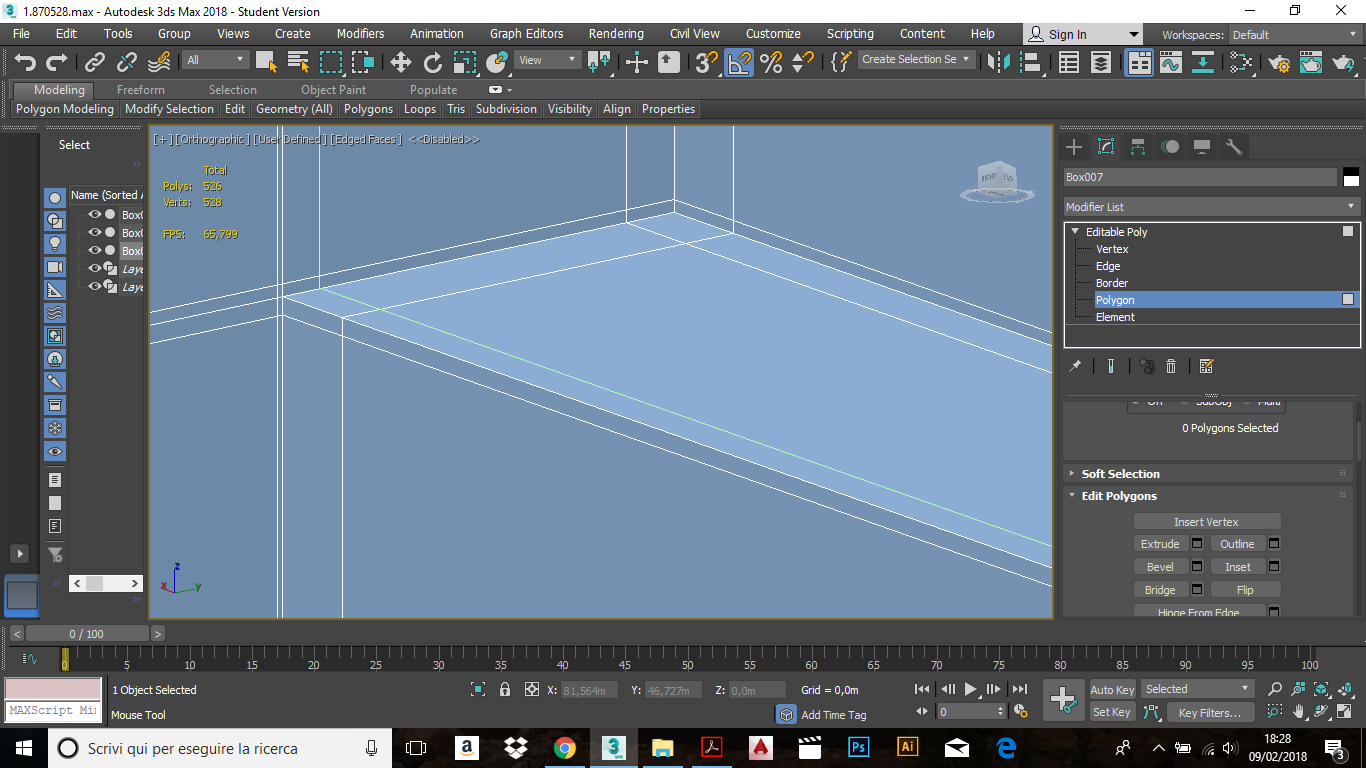 1.870528.max - Autodesk 3ds Max 2018 - Student Version
File Edit Tools Group Views Create Modifiers Animation Graph Editors Rendering Civil View Customize Scripting Content Help Sign In Workspaces: Default
All View Create Selection Se
Modeling Freeform Selection Object Paint Populate
Polygon Modeling Modify Selection Edit Geometry (All) Polygons Loops Tris Subdivision Visibility Align Properties
Select
Name (Sorted A
Box0
Box0
Box0
Laye
Laye
[+] [Orthographic] [User Defined] [Edged Faces] <<Disabled>>
Total
Polys: 526
Verts: 528
FPS: 65,799
RIGHT
z
x y
Box007
Modifier List
Editable Poly
Vertex
Edge
Border
Polygon
Element
Off SubObj Multi
0 Polygons Selected
Soft Selection
Edit Polygons
Insert Vertex
Extrude Outline
Bevel Inset
Bridge Flip
Hinge From Edge
< 0 / 100 >
0 5 10 15 20 25 30 35 40 45 50 55 60 65 70 75 80 85 90 95 100
1 Object Selected X: 81,564m Y: 46,727m Z: 0,0m Grid = 0,0m Auto Key Selected
MAXScript Min Mouse Tool Add Time Tag 0 Set Key Key Filters...
Scrivi qui per eseguire la ricerca
a 3 MAX A Ps Ai e
18:28
09/02/2018
3